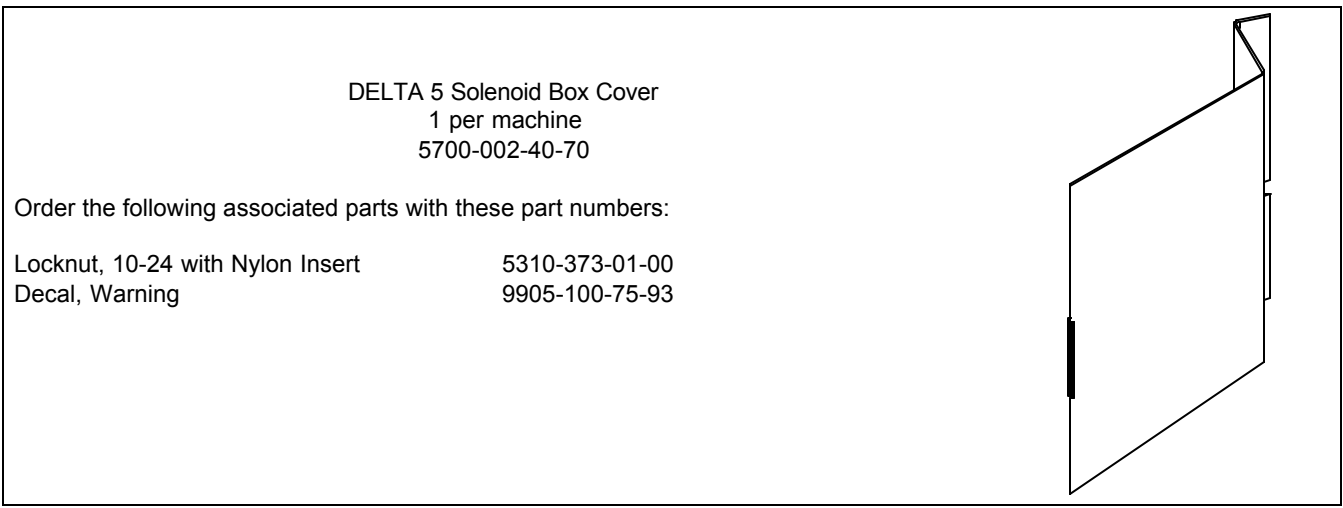 DELTA 5 Solenoid Box Cover
1 per machine
5700-002-40-70
Order the following associated parts with these part numbers:
Locknut, 10-24 with Nylon Insert 5310-373-01-00
Decal, Warning 9905-100-75-93